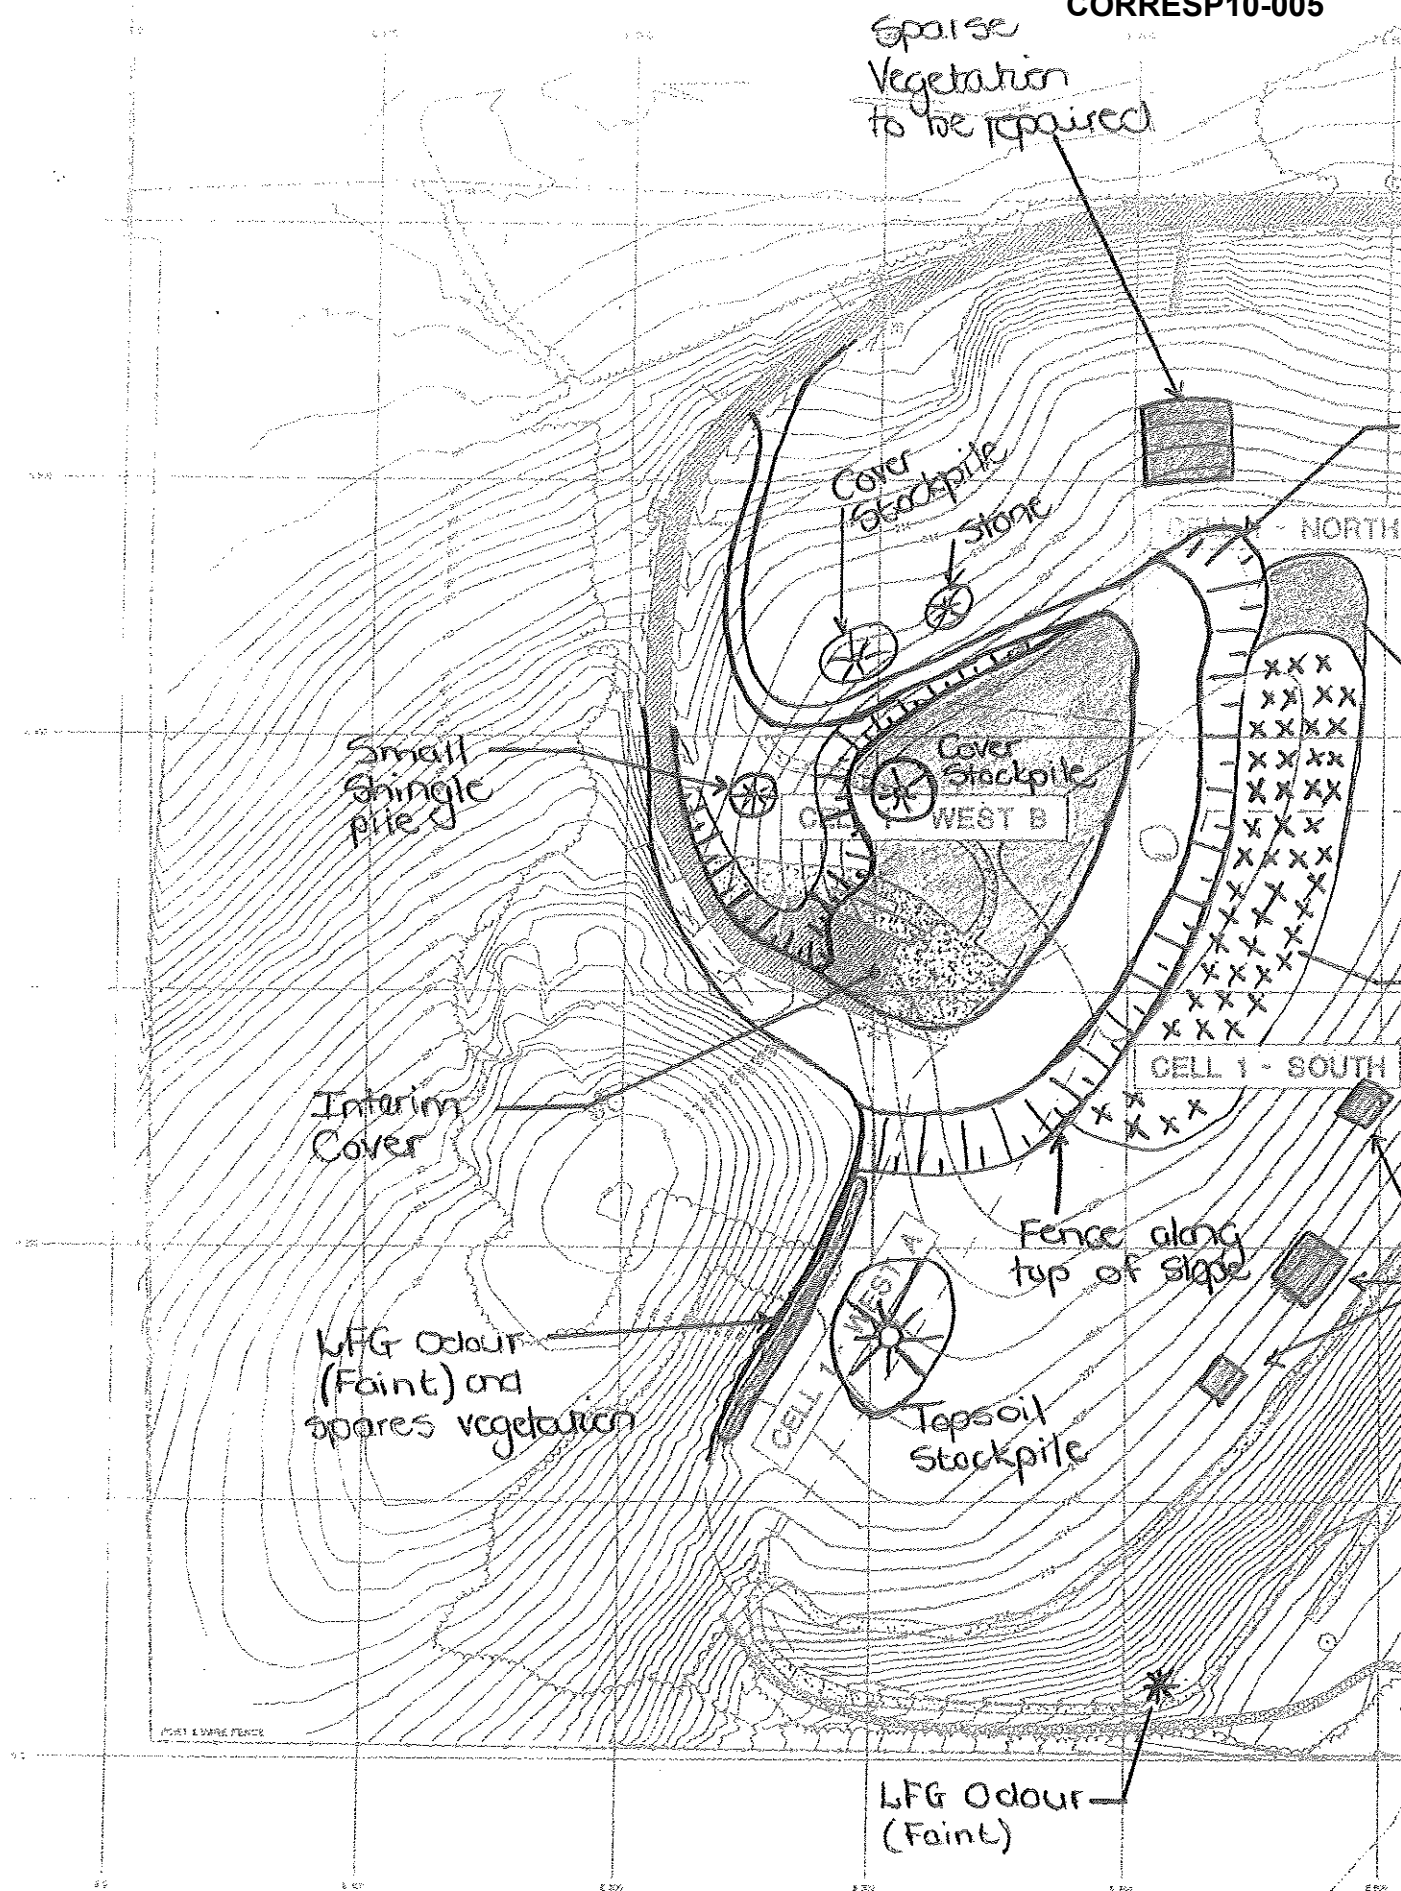 CORRESP10-005
Sparse
Vegetation
to be repaired
Cover
Stockpile
Stone
CELL 1 - NORTH
Small
Shingle
pile
Cover
Stockpile
CELL 1 - WEST B
CELL 1 - SOUTH
Interim
Cover
Fence along
top of slope
CELL 1 - WEST A
LFG Odour
(Faint) and
spares vegetation
Topsoil
Stockpile
POST & WIRE FENCE
LFG Odour
(Faint)